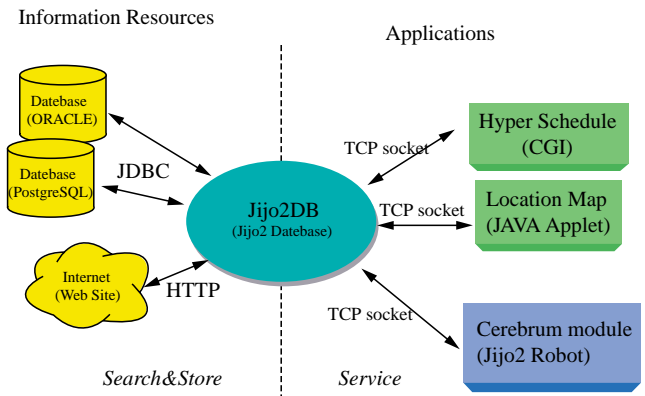 Information Resources
Applications
Datebase
(ORACLE)
Datebase
(PostgreSQL)
JDBC
Internet
(Web Site)
HTTP
Jijo2DB
(Jijo2 Datebase)
TCP socket
Hyper Schedule
(CGI)
TCP socket
Location Map
(JAVA Applet)
TCP socket
Cerebrum module
(Jijo2 Robot)
Search&Store
Service